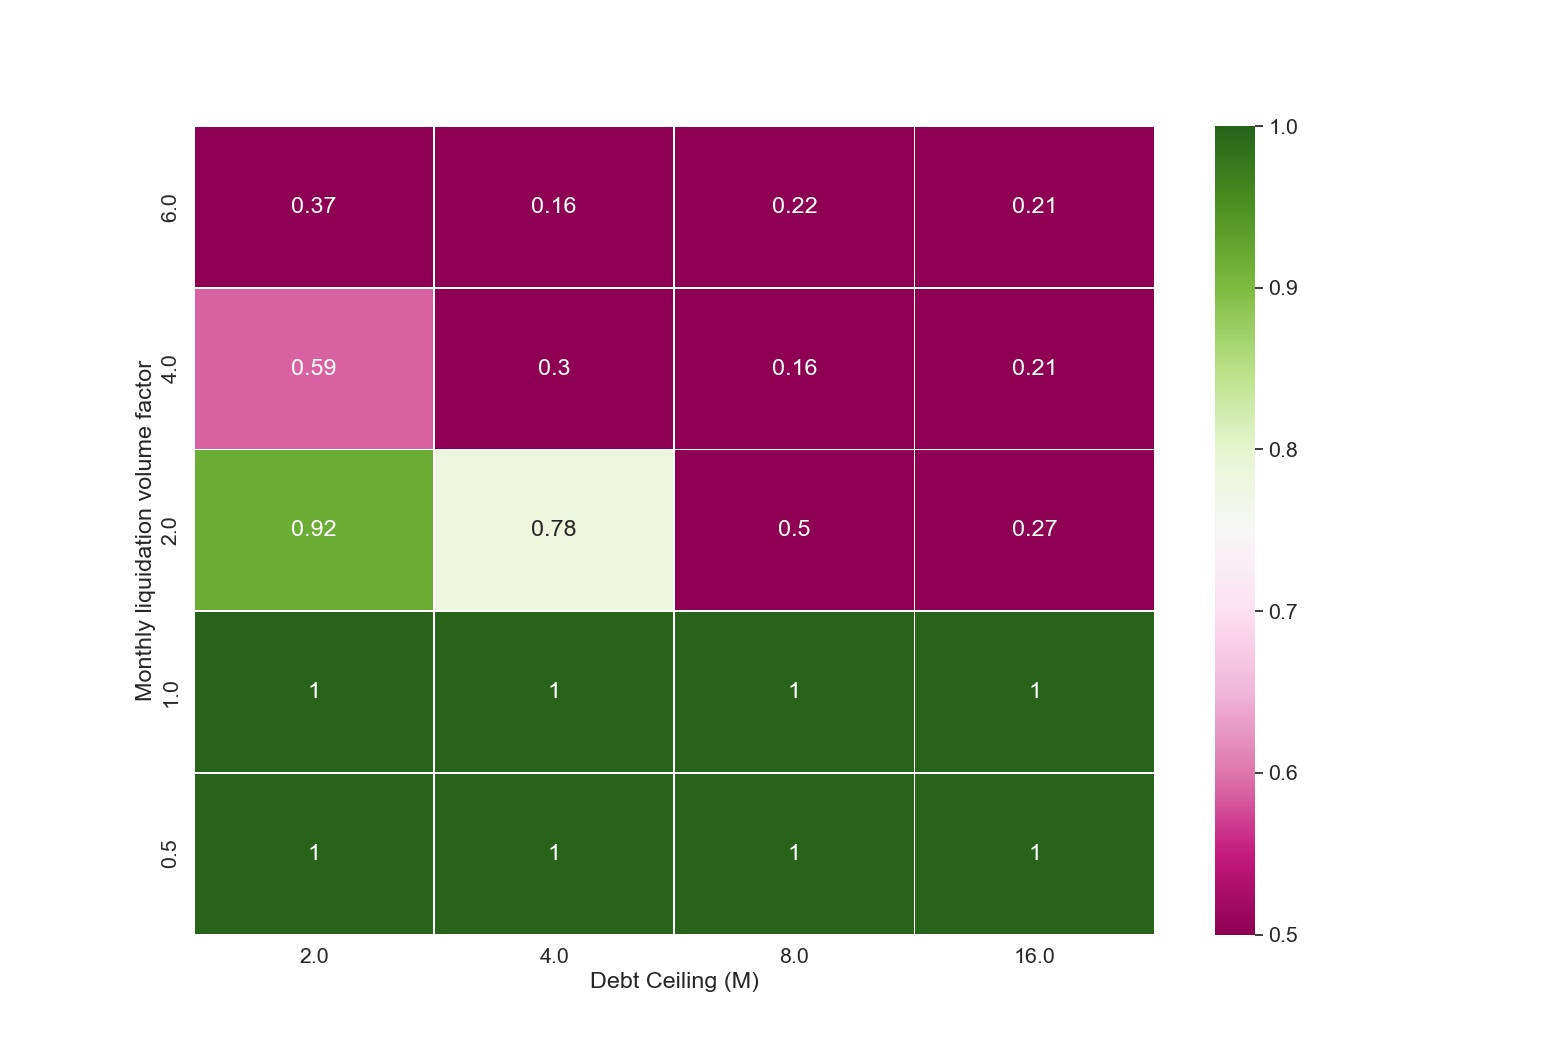 Monthly liquidation volume factor
6.0
0.37 0.16 0.22 0.21
4.0
0.59 0.3 0.16 0.21
2.0
0.92 0.78 0.5 0.27
1.0
1 1 1 1
0.5
1 1 1 1
2.0 4.0 8.0 16.0
Debt Ceiling (M)
1.0
0.9
0.8
0.7
0.6
0.5